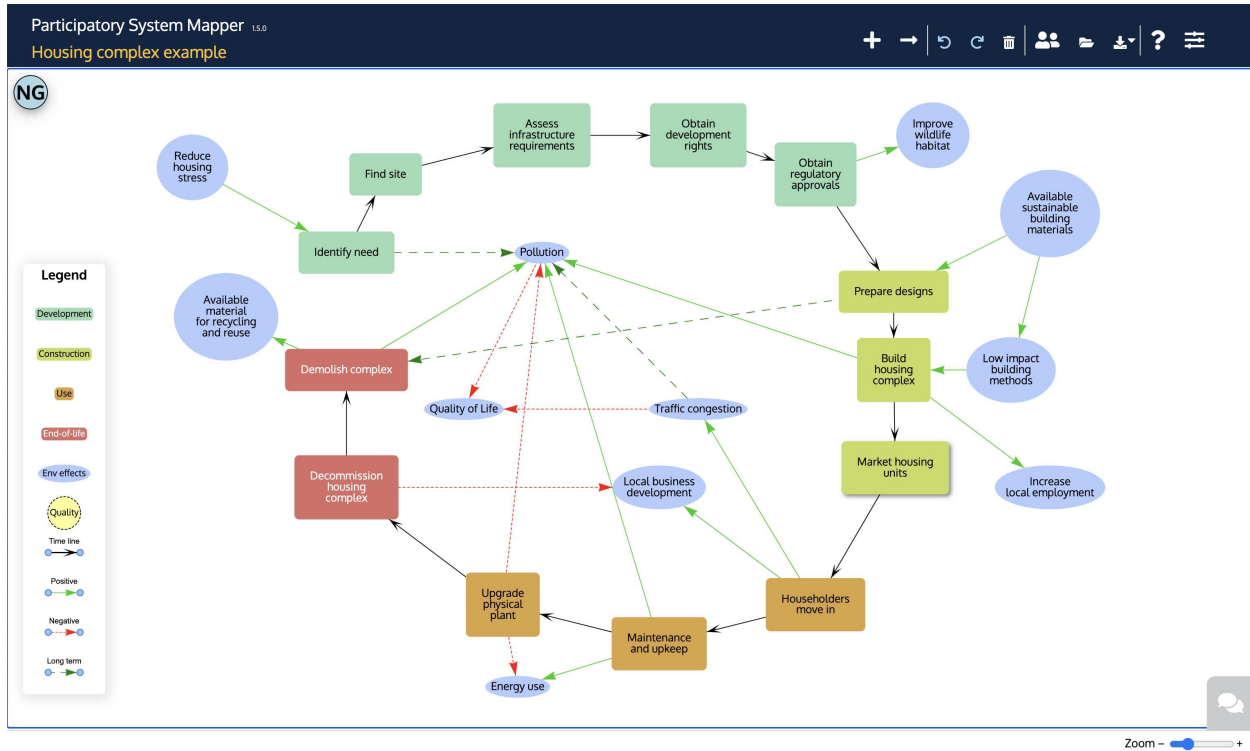 Participatory System Mapper 1.5.0
Housing complex example
?
NG
Reduce
housing
stress
Find site
Assess
infrastructure
requirements
Obtain
development
rights
Obtain
regulatory
approvals
Improve
wildlife
habitat
Available
sustainable
building
materials
Identify need
Pollution
Prepare designs
Available
material
for recycling
and reuse
Demolish complex
Build
housing
complex
Low impact
building
methods
Quality of Life
Traffic congestion
Market housing
units
Decommission
housing
complex
Local business
development
Increase
local employment
Upgrade
physical
plant
Householders
move in
Maintenance
and upkeep
Energy use
Legend
Development
Construction
Use
End-of-life
Env effects
Quality
Time line
Positive
Negative
Long term
Zoom – +